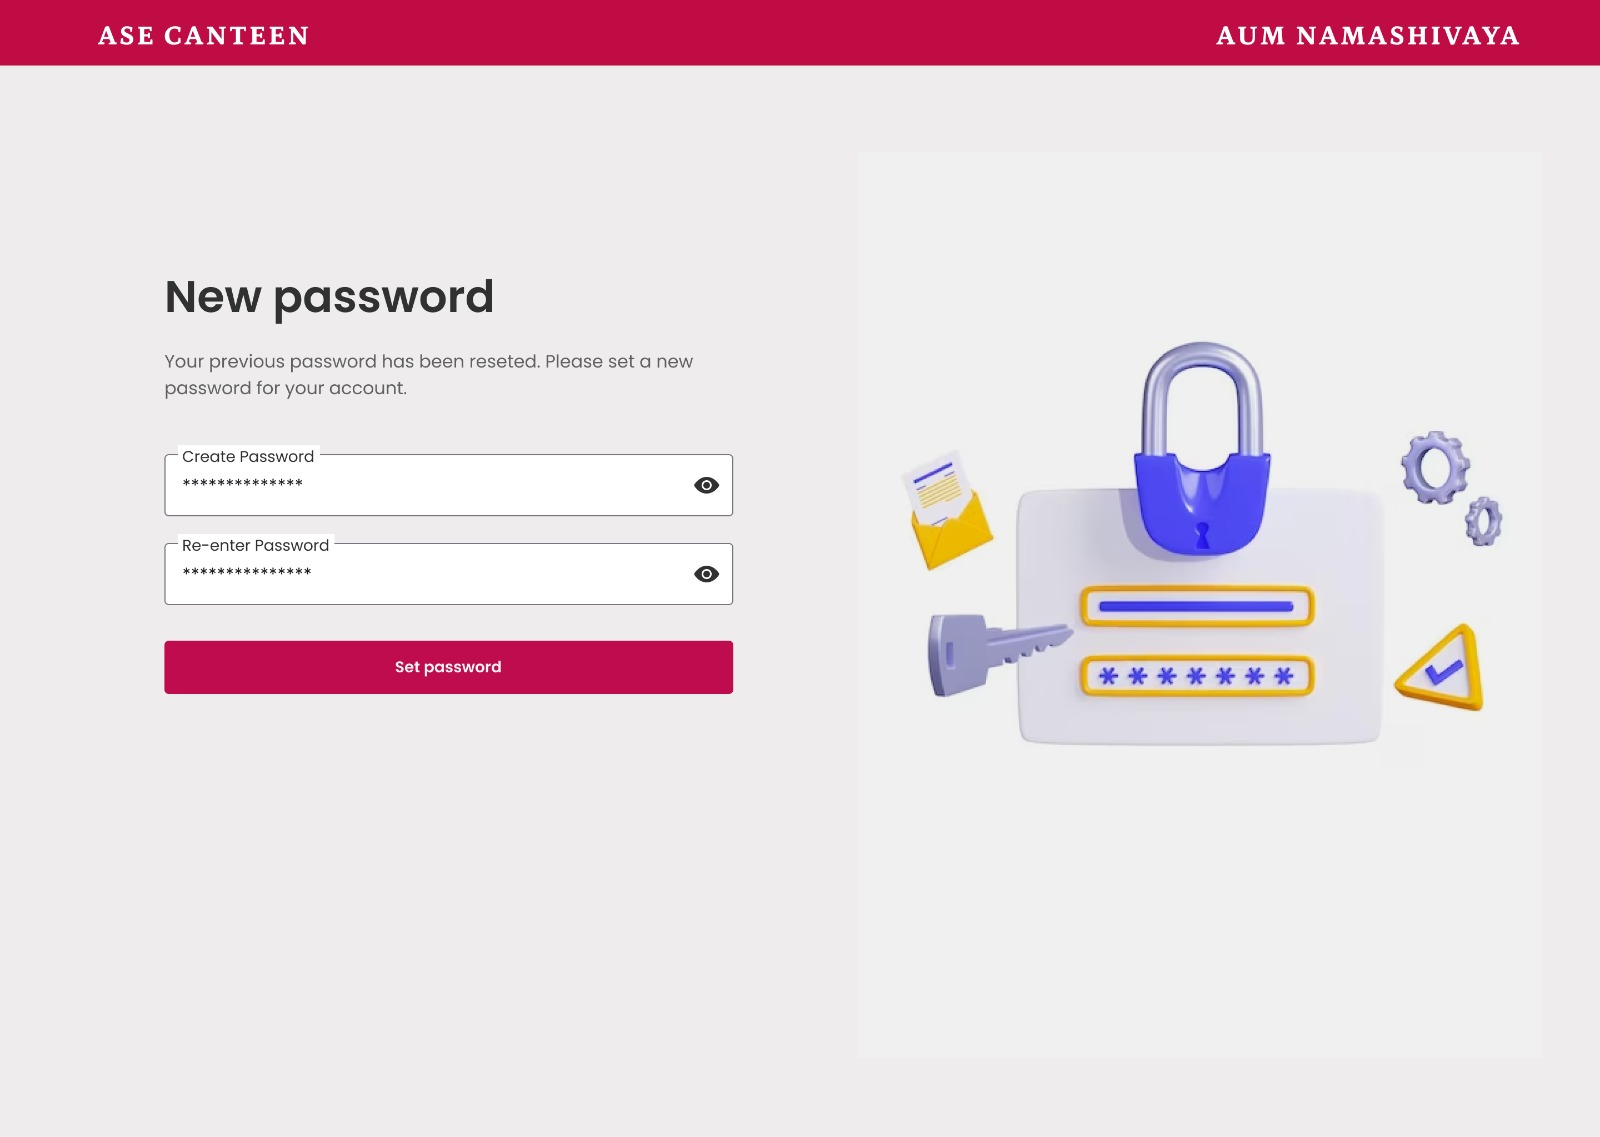 ASE CANTEEN
AUM NAMASHIVAYA
New password
Your previous password has been reseted. Please set a new
password for your account.
Create Password
**************
Re-enter Password
***************
Set password
*******